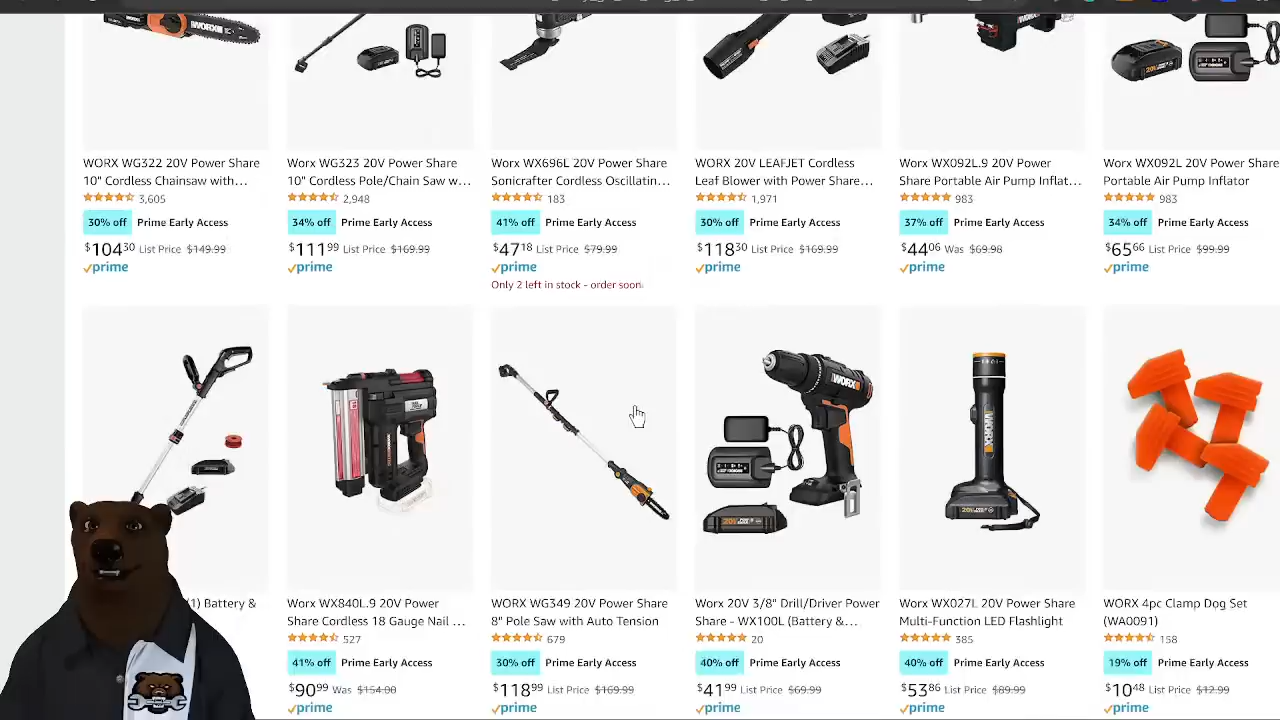 WORX
WORX WG322 20V Power Share
10" Cordless Chainsaw with...
3,605
30% off Prime Early Access
$104 30 List Price $149.99
prime
Worx WG323 20V Power Share
10" Cordless Pole/Chain Saw w...
2,948
34% off Prime Early Access
$111 99 List Price $169.99
prime
Worx WX696L 20V Power Share
Sonicrafter Cordless Oscillatin...
183
41% off Prime Early Access
$47 18 List Price $79.99
prime
Only 2 left in stock - order soon.
WORX 20V LEAFJET Cordless
Leaf Blower with Power Share...
1,971
30% off Prime Early Access
$118 30 List Price $169.99
prime
Worx WX092L.9 20V Power
Share Portable Air Pump Inflat...
983
37% off Prime Early Access
$44 06 Was $69.98
prime
20V
Worx WX092L 20V Power Share
Portable Air Pump Inflator
983
34% off Prime Early Access
$65 66 List Price $99.99
prime
1) Battery &
Worx WX840L.9 20V Power
Share Cordless 18 Gauge Nail ...
527
41% off Prime Early Access
$90 99 Was $154.00
prime
WORX WG349 20V Power Share
8" Pole Saw with Auto Tension
679
30% off Prime Early Access
$118 99 List Price $169.99
prime
WORX
20V
Worx 20V 3/8" Drill/Driver Power
Share - WX100L (Battery &...
20
40% off Prime Early Access
$41 99 List Price $69.99
prime
WORX
20V
Worx WX027L 20V Power Share
Multi-Function LED Flashlight
385
40% off Prime Early Access
$53 86 List Price $89.99
prime
WORX 4pc Clamp Dog Set
(WA0091)
158
19% off Prime Early Access
$10 48 List Price $12.99
prime